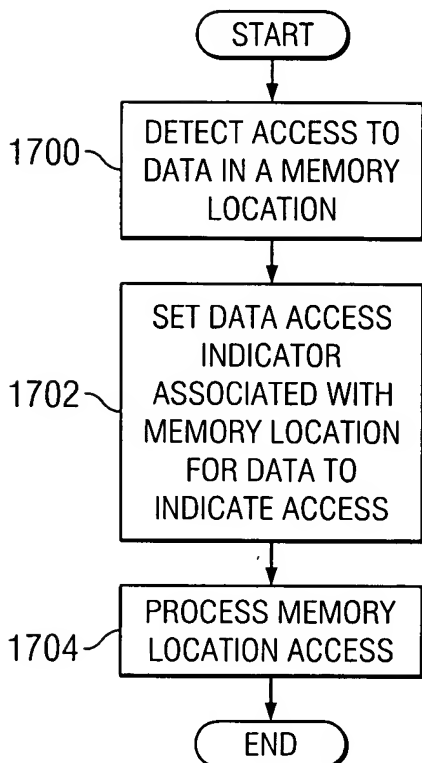 START
1700
DETECT ACCESS TO
DATA IN A MEMORY
LOCATION
1702
SET DATA ACCESS
INDICATOR
ASSOCIATED WITH
MEMORY LOCATION
FOR DATA TO
INDICATE ACCESS
1704
PROCESS MEMORY
LOCATION ACCESS
END